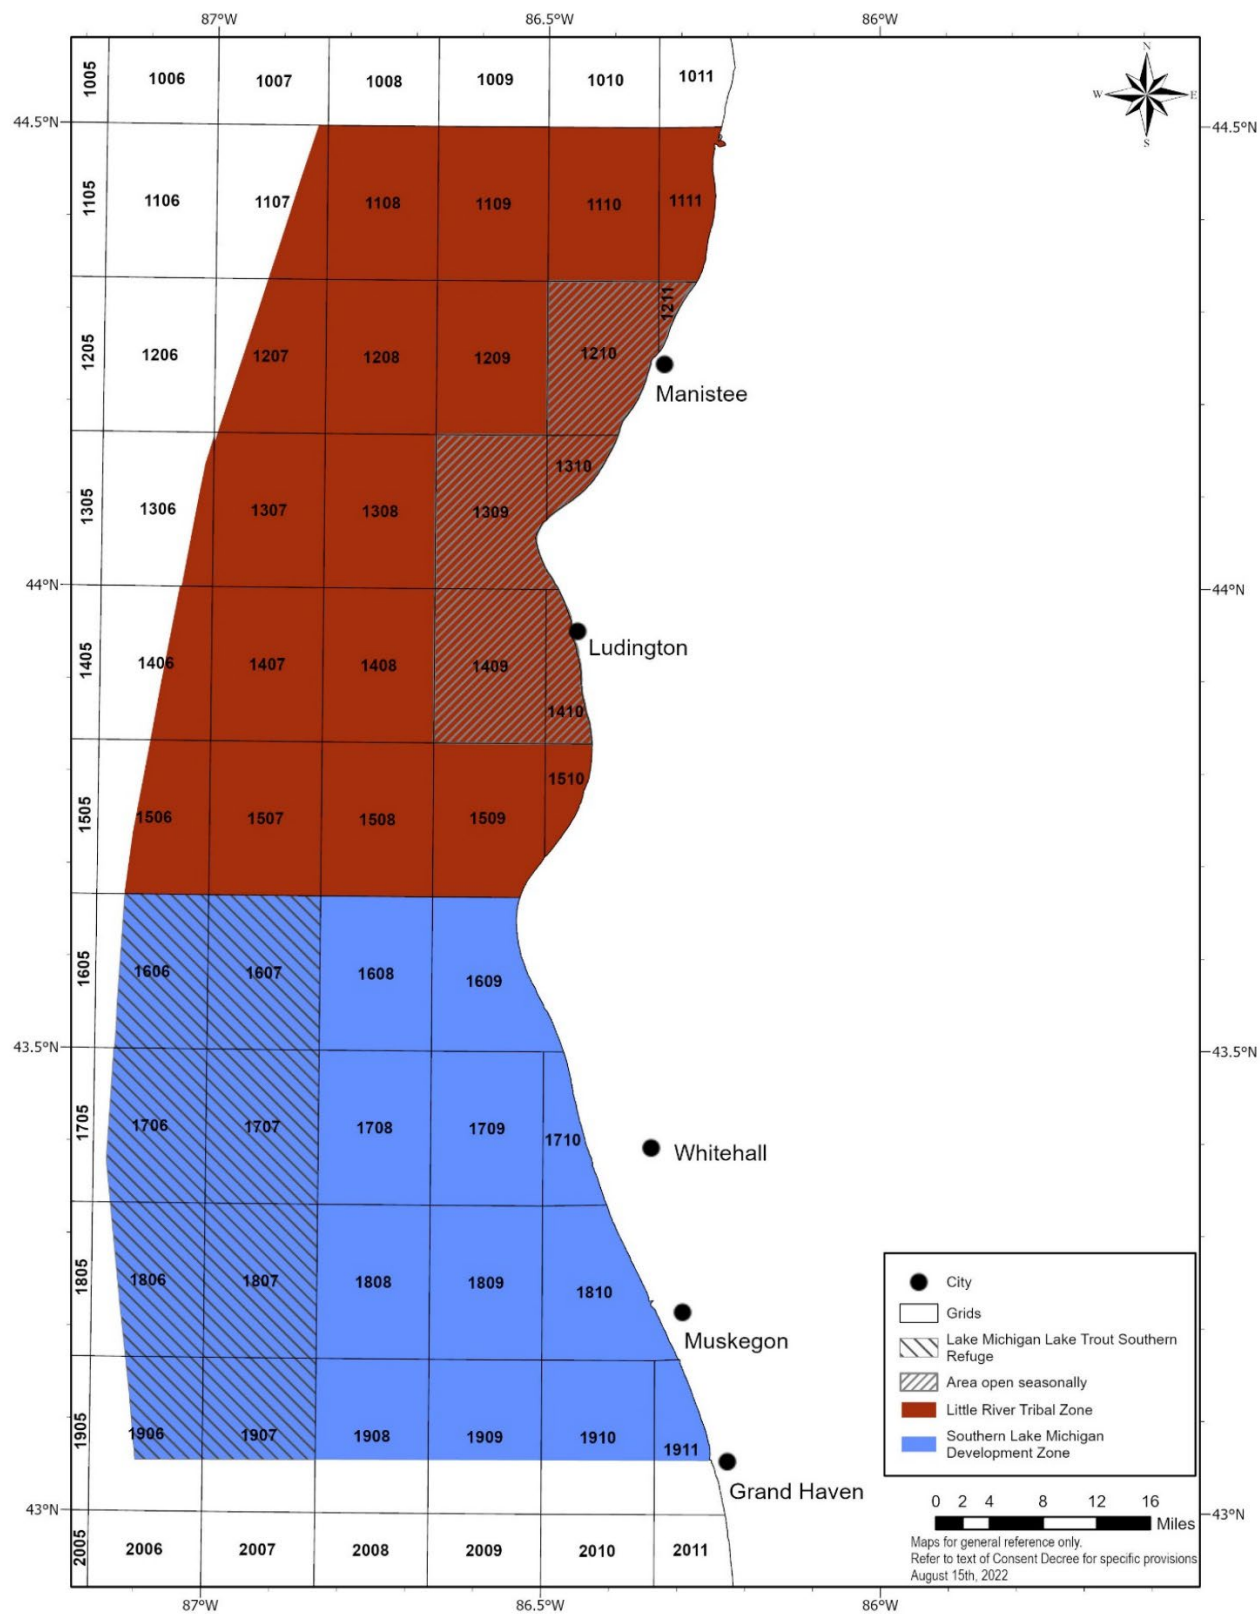 87°W 86.5°W 86°W
1005 1006 1007 1008 1009 1010 1011
N
W E
S
44.5°N 44.5°N
1105 1106 1107 1108 1109 1110 1111
1205 1206 1207 1208 1209 1210 1211
Manistee
1305 1306 1307 1308 1309 1310
44°N 44°N
Ludington
1405 1406 1407 1408 1409 1410
1505 1506 1507 1508 1509 1510
1605 1606 1607 1608 1609
43.5°N 43.5°N
1705 1706 1707 1708 1709 1710
Whitehall
1805 1806 1807 1808 1809 1810
Muskegon
1905 1906 1907 1908 1909 1910 1911
Grand Haven
43°N 43°N
2005 2006 2007 2008 2009 2010 2011
87°W 86.5°W 86°W
City
Grids
Lake Michigan Lake Trout Southern
Refuge
Area open seasonally
Little River Tribal Zone
Southern Lake Michigan
Development Zone
0 2 4 8 12 16
Miles
Maps for general reference only.
Refer to text of Consent Decree for specific provisions
August 15th, 2022